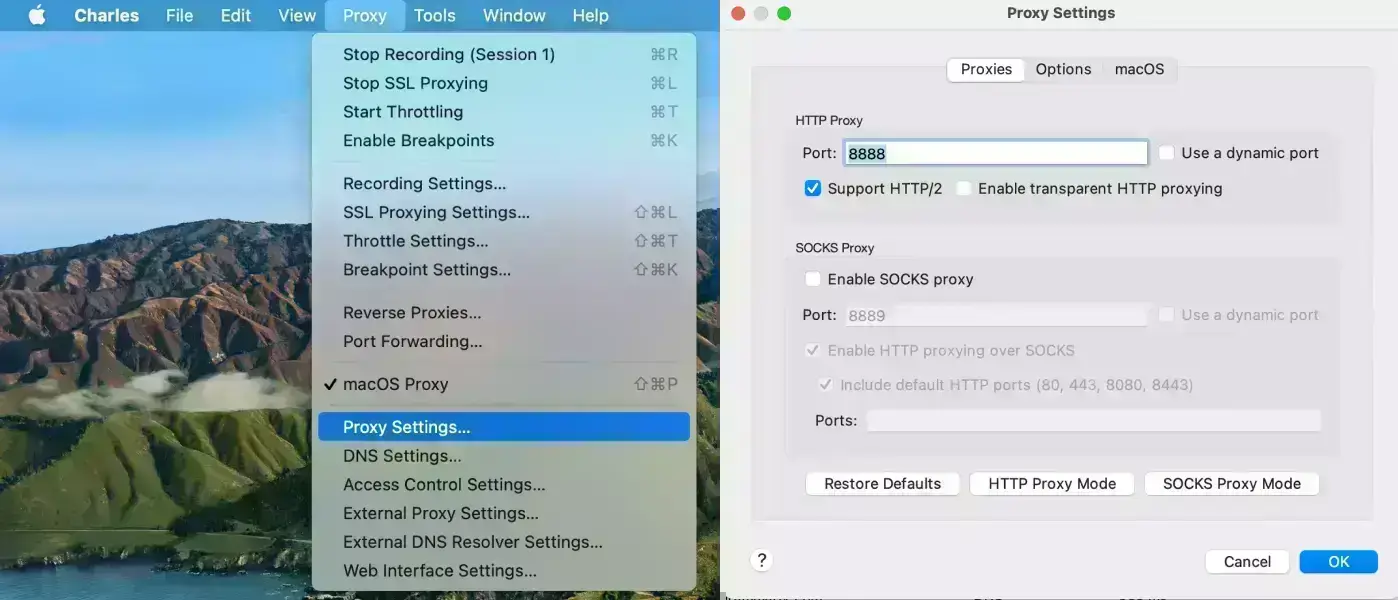 Charles File Edit View Proxy Tools Window Help
Stop Recording (Session 1) ⌘R
Stop SSL Proxying ⌘L
Start Throttling ⌘T
Enable Breakpoints ⌘K
Recording Settings...
SSL Proxying Settings... ⇧⌘L
Throttle Settings... ⇧⌘T
Breakpoint Settings... ⇧⌘K
Reverse Proxies...
Port Forwarding...
✓ macOS Proxy ⇧⌘P
Proxy Settings...
DNS Settings...
Access Control Settings...
External Proxy Settings...
External DNS Resolver Settings...
Web Interface Settings...
Proxy Settings
Proxies Options macOS
HTTP Proxy
Port: 8888 Use a dynamic port
Support HTTP/2 Enable transparent HTTP proxying
SOCKS Proxy
Enable SOCKS proxy
Port: 8889 Use a dynamic port
Enable HTTP proxying over SOCKS
Include default HTTP ports (80, 443, 8080, 8443)
Ports:
Restore Defaults HTTP Proxy Mode SOCKS Proxy Mode
? Cancel OK